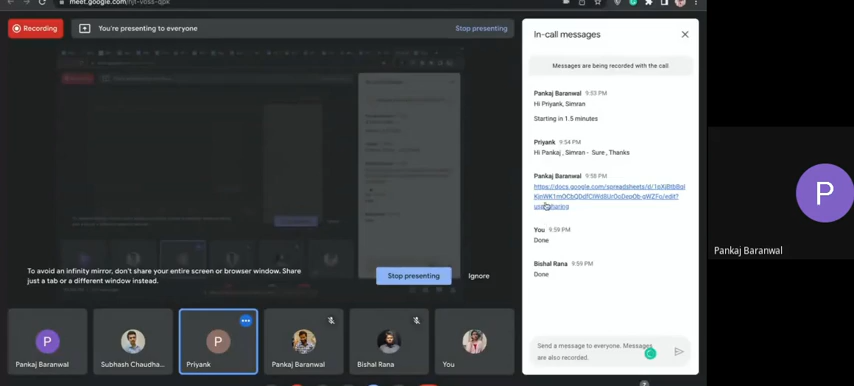 meet.google.com/njt-vcss-qpk
Recording
You're presenting to everyone
Stop presenting
To avoid an infinity mirror, don't share your entire screen or browser window. Share
just a tab or a different window instead.
Stop presenting
Ignore
P
Pankaj Baranwal
Subhash Chaudha...
P
Priyank
Pankaj Baranwal
Bishal Rana
You
In-call messages
Messages are being recorded with the call
Pankaj Baranwal 9:53 PM
Hi Priyank, Simran
Starting in 1.5 minutes
Priyank 9:54 PM
Hi Pankaj , Simran - Sure , Thanks
Pankaj Baranwal 9:58 PM
https://docs.google.com/spreadsheets/d/
You 9:59 PM
Done
Bishal Rana 9:59 PM
Done
Send a message to everyone. Messages
are also recorded.
P
Pankaj Baranwal